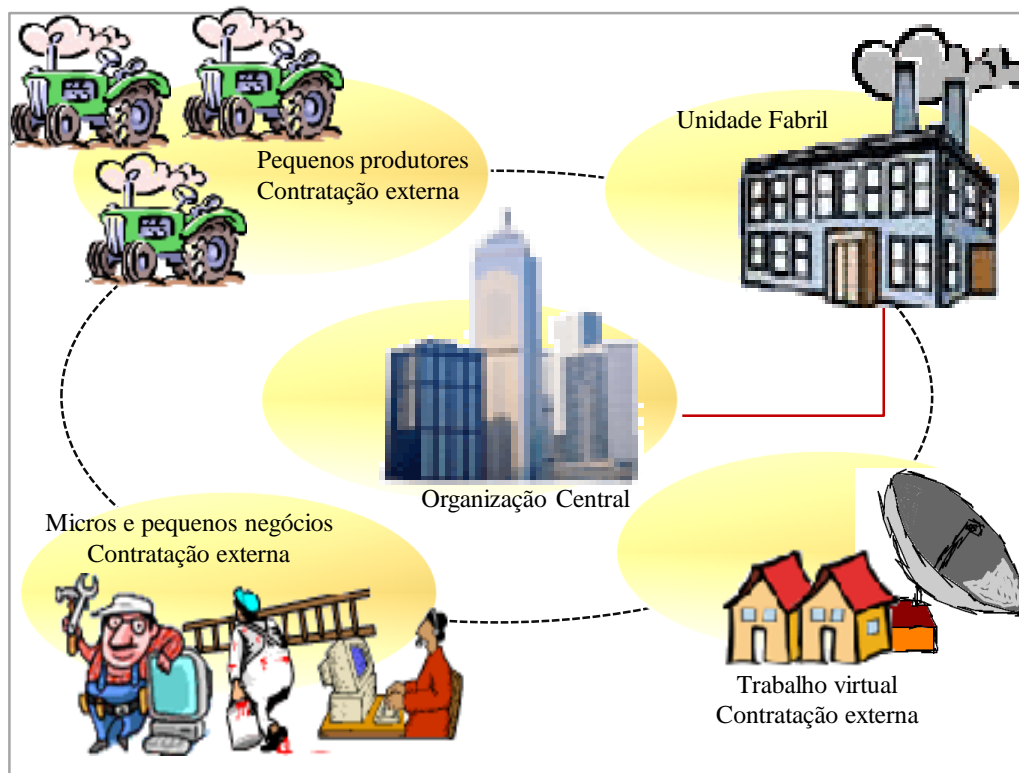 Unidade Fabril
Pequenos produtores
Contratação externa
Organização Central
Micros e pequenos negócios
Contratação externa
Trabalho virtual
Contratação externa